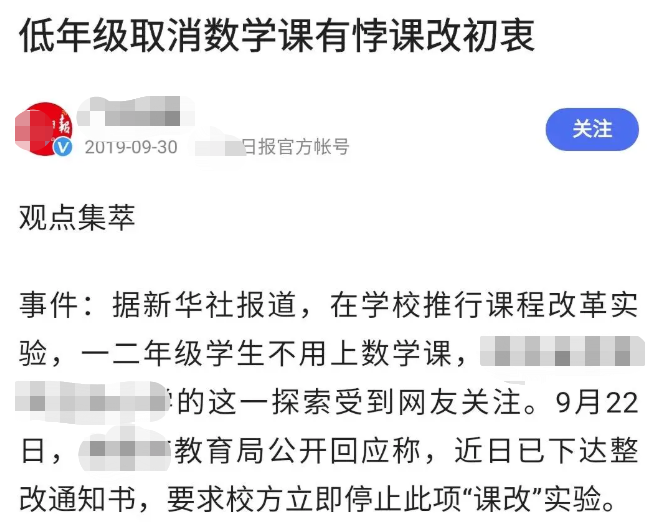 低年级取消数学课有悖课改初衷
报
2019-09-30 日报官方帐号
关注
观点集萃
事件：据新华社报道，在学校推行课程改革实
验，一二年级学生不用上数学课，
的这一探索受到网友关注。9月22
日，教育局公开回应称，近日已下达整
改通知书，要求校方立即停止此项“课改”实验。